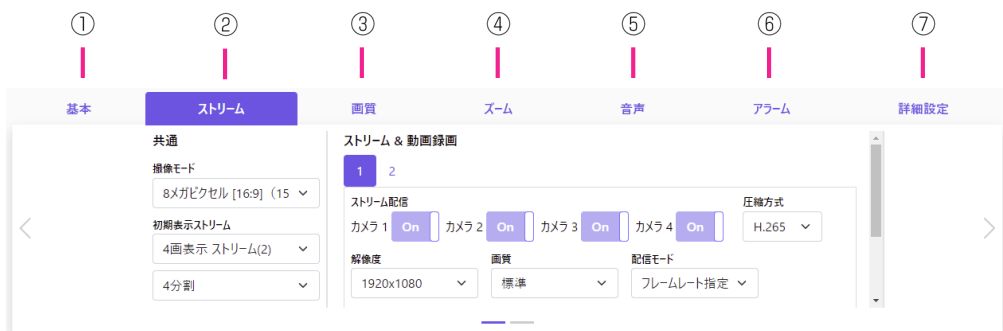 ① ② ③ ④ ⑤ ⑥ ⑦
基本 ストリーム 画質 ズーム 音声 アラーム 詳細設定
共通
撮像モード
8メガピクセル [16:9]（15
初期表示ストリーム
4画表示 ストリーム(2)
4分割
ストリーム & 動画録画
1 2
ストリーム配信 圧縮方式
カメラ 1 On カメラ 2 On カメラ 3 On カメラ 4 On H.265
解像度 画質 配信モード
1920x1080 標準 フレームレート指定